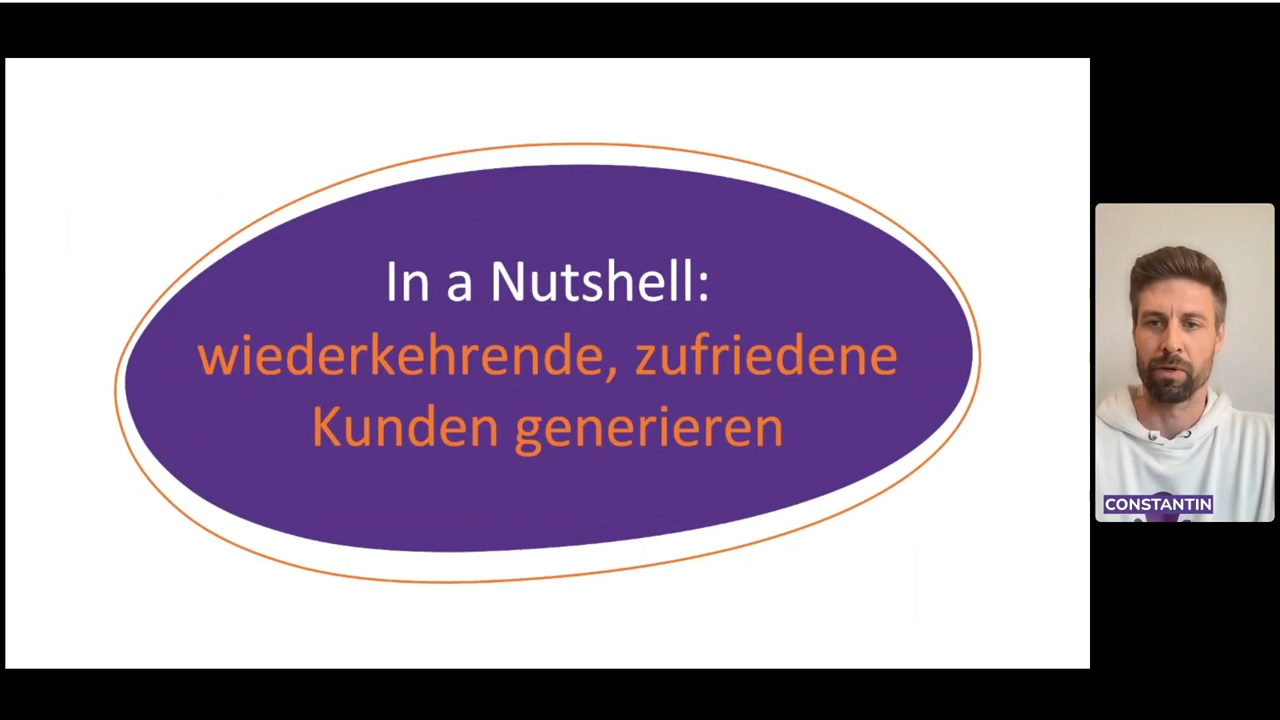 In a Nutshell:
wiederkehrende, zufriedene
Kunden generieren
CONSTANTIN